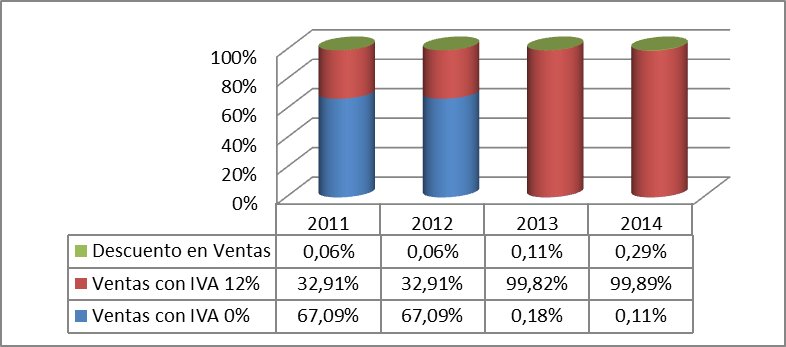 100%
80%
60%
40%
20%
0%
2011 2012 2013 2014
Descuento en Ventas 0,06% 0,06% 0,11% 0,29%
Ventas con IVA 12% 32,91% 32,91% 99,82% 99,89%
Ventas con IVA 0% 67,09% 67,09% 0,18% 0,11%